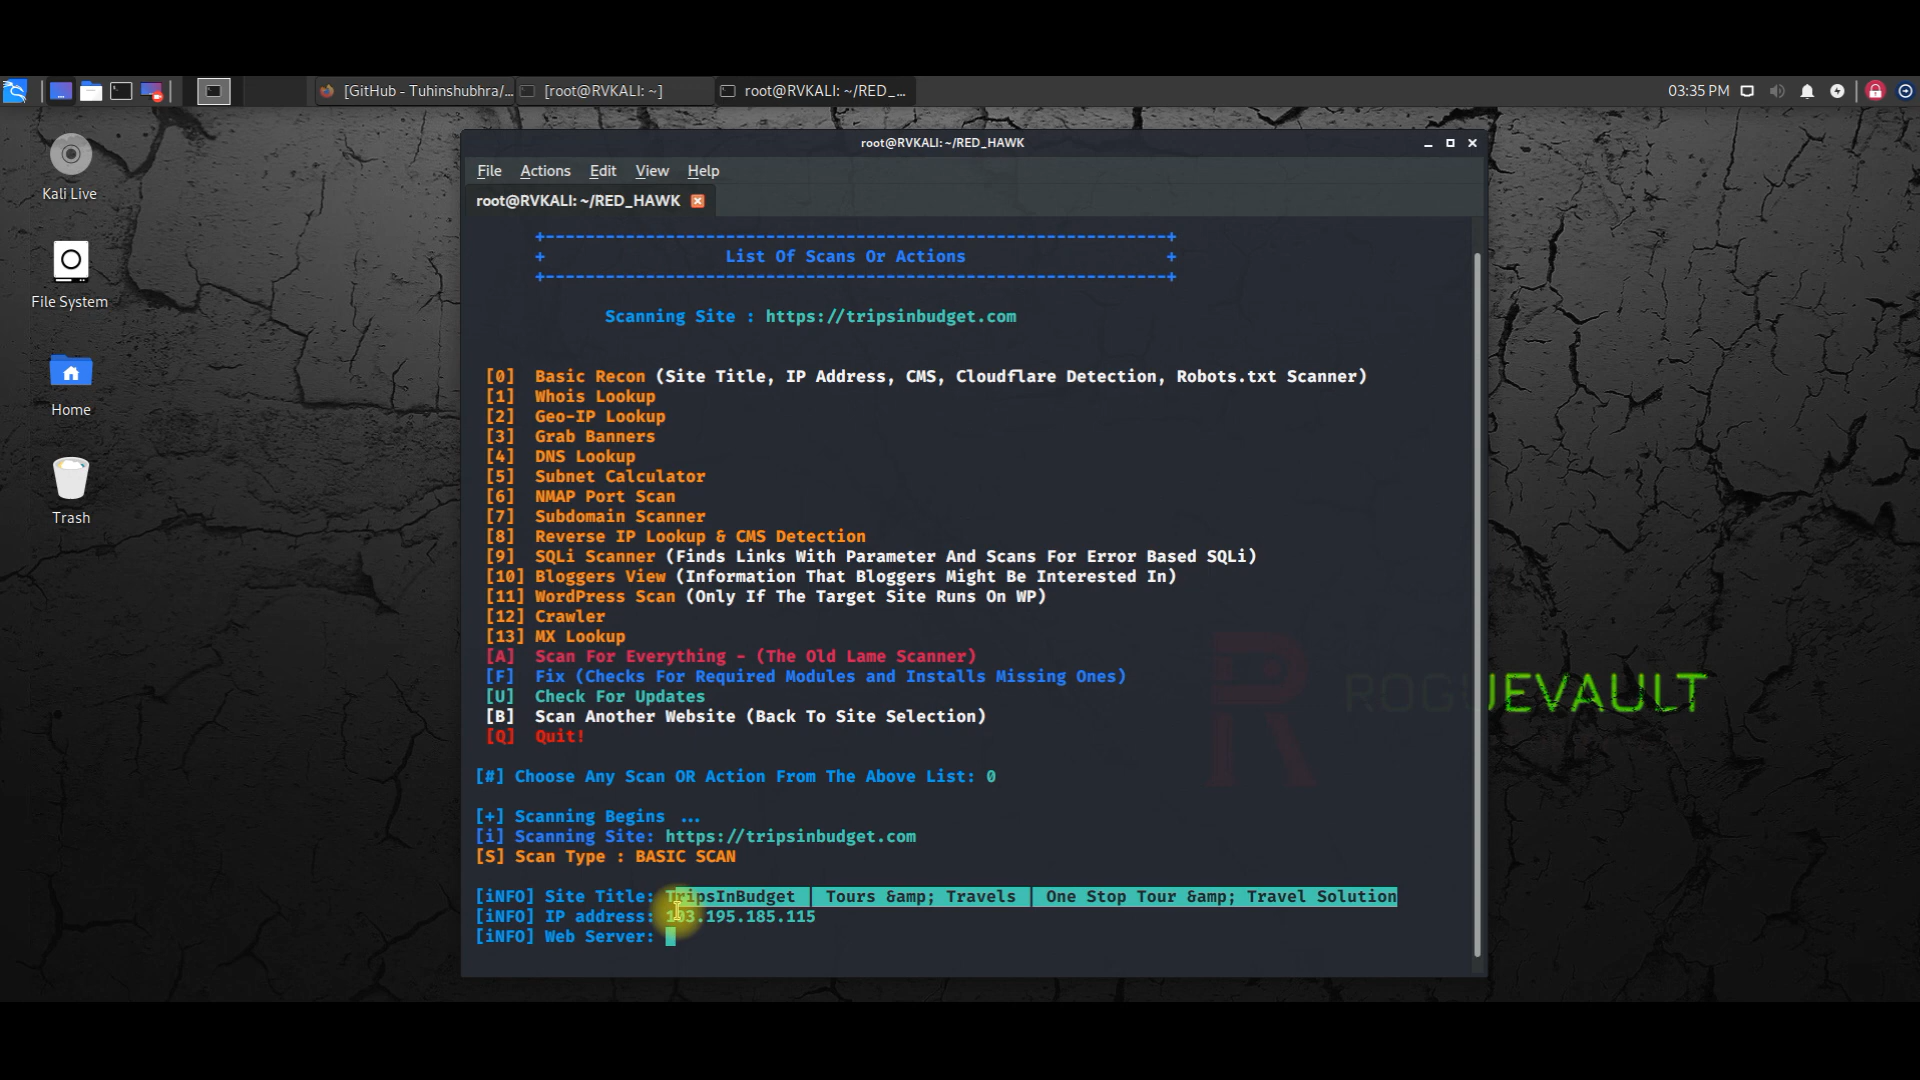 [GitHub - Tuhinshubhra/...
[root@RVKALI: ~]
root@RVKALI: ~/RED_...
03:35 PM
Kali Live
File System
Home
Trash
root@RVKALI: ~/RED_HAWK
File Actions Edit View Help
root@RVKALI: ~/RED_HAWK
+---------------------------------------------------------------+
+ List Of Scans Or Actions +
+---------------------------------------------------------------+
Scanning Site : https://tripsinbudget.com
[0] Basic Recon (Site Title, IP Address, CMS, Cloudflare Detection, Robots.txt Scanner)
[1] Whois Lookup
[2] Geo-IP Lookup
[3] Grab Banners
[4] DNS Lookup
[5] Subnet Calculator
[6] NMAP Port Scan
[7] Subdomain Scanner
[8] Reverse IP Lookup & CMS Detection
[9] SQLi Scanner (Finds Links With Parameter And Scans For Error Based SQLi)
[10] Bloggers View (Information That Bloggers Might Be Interested In)
[11] WordPress Scan (Only If The Target Site Runs On WP)
[12] Crawler
[13] MX Lookup
[A] Scan For Everything - (The Old Lame Scanner)
[F] Fix (Checks For Required Modules and Installs Missing Ones)
[U] Check For Updates
[B] Scan Another Website (Back To Site Selection)
[Q] Quit!
[#] Choose Any Scan OR Action From The Above List: 0
[+] Scanning Begins ...
[i] Scanning Site: https://tripsinbudget.com
[S] Scan Type : BASIC SCAN
[iNFO] Site Title: TripsInBudget | Tours &amp; Travels | One Stop Tour &amp; Travel Solution
[iNFO] IP address: 103.195.185.115
[iNFO] Web Server:
ROGUEVAULT